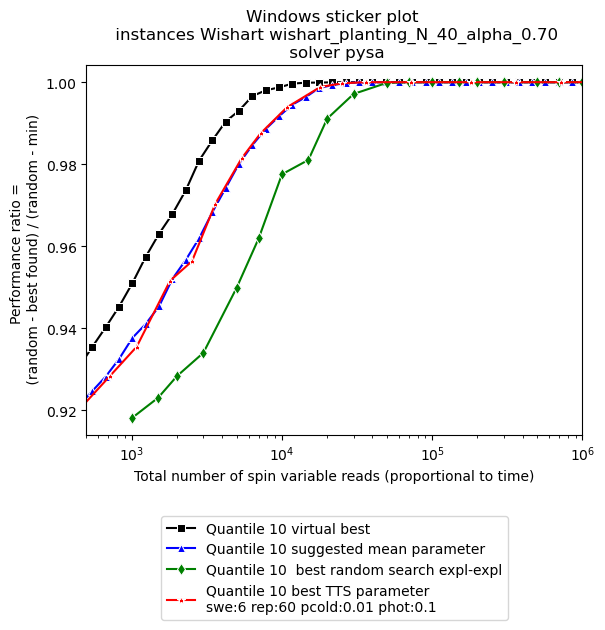 Windows sticker plot
instances Wishart wishart_planting_N_40_alpha_0.70
solver pysa
Performance ratio =
(random - best found) / (random - min)
1.00
0.98
0.96
0.94
0.92
10³
10⁴
10⁵
10⁶
Total number of spin variable reads (proportional to time)
Quantile 10 virtual best
Quantile 10 suggested mean parameter
Quantile 10  best random search expl-expl
Quantile 10 best TTS parameter
swe:6 rep:60 pcold:0.01 phot:0.1